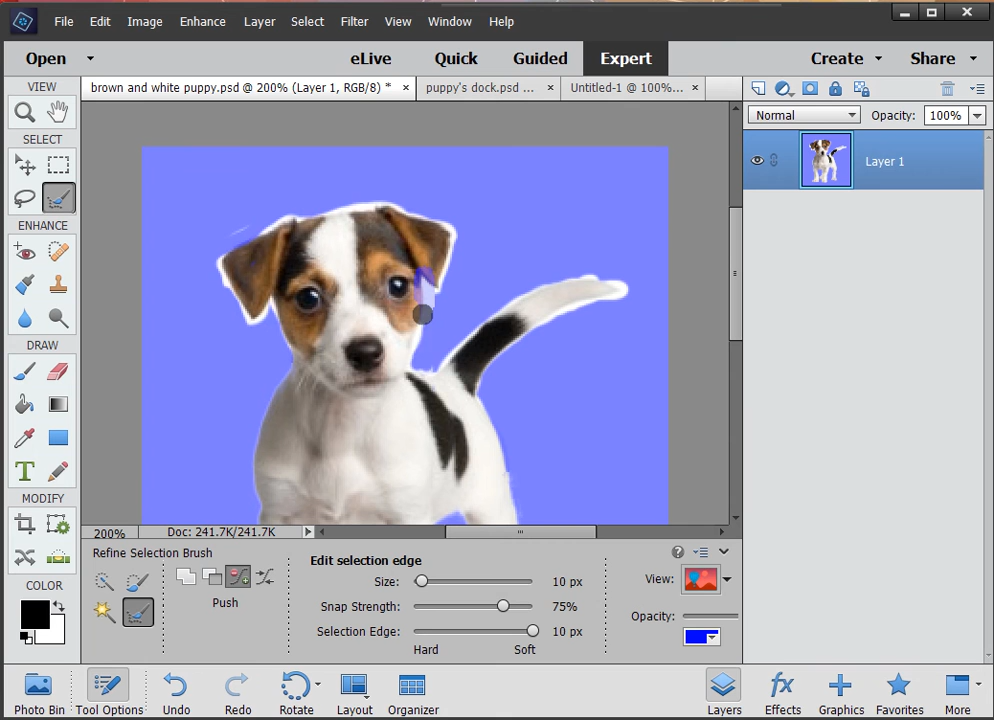 File Edit Image Enhance Layer Select Filter View Window Help
Open eLive Quick Guided Expert Create Share
VIEW
brown and white puppy.psd @ 200% (Layer 1, RGB/8) * × puppy's dock.psd ... × Untitled-1 @ 100%... ×
Normal Opacity: 100%
SELECT
Layer 1
ENHANCE
DRAW
T
MODIFY
200% Doc: 241.7K/241.7K
Refine Selection Brush
Push
Edit selection edge
Size: 10 px
Snap Strength: 75%
Selection Edge: 10 px
Hard Soft
View:
Opacity:
COLOR
Photo Bin Tool Options Undo Redo Rotate Layout Organizer Layers fx Effects Graphics Favorites More